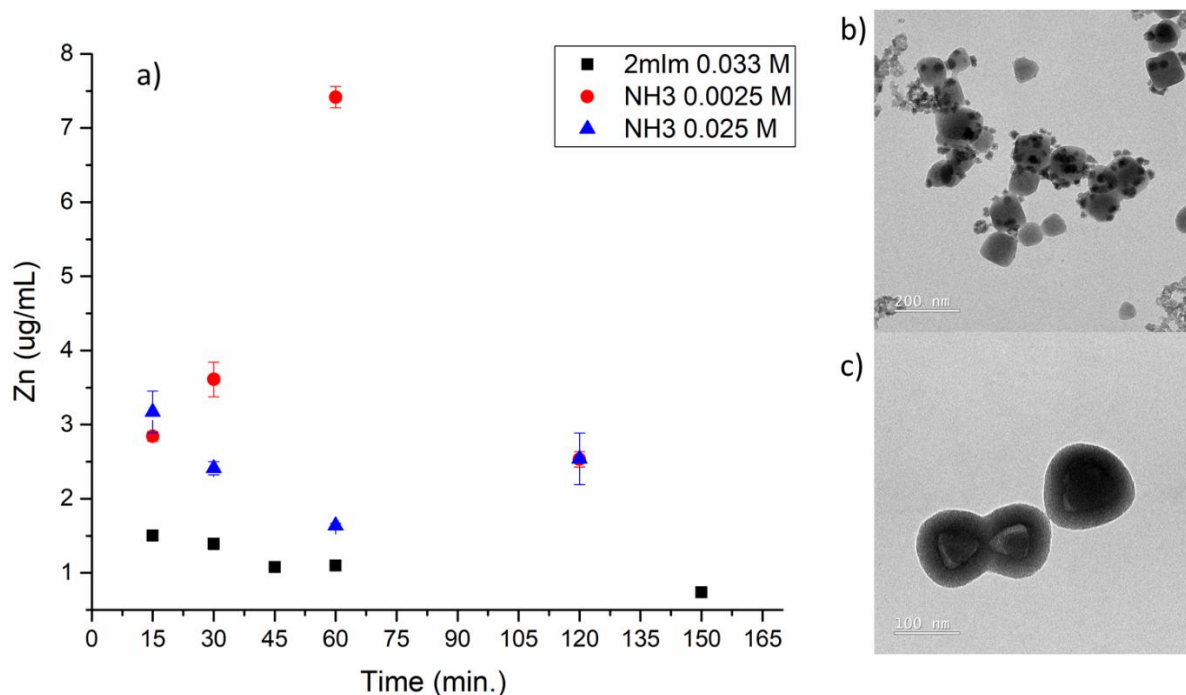 a)
8
7
6
5
4
3
2
1
Zn (ug/mL)
2mIm 0.033 M
NH3 0.0025 M
NH3 0.025 M
0 15 30 45 60 75 90 105 120 135 150 165
Time (min.)
b)
200 nm
c)
100 nm